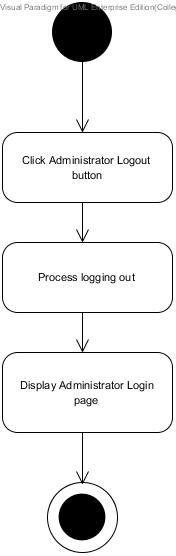 Visual Paradigm for UML Enterprise Edition(Colle
Click Administrator Logout
button
Process logging out
Display Administrator Login
page